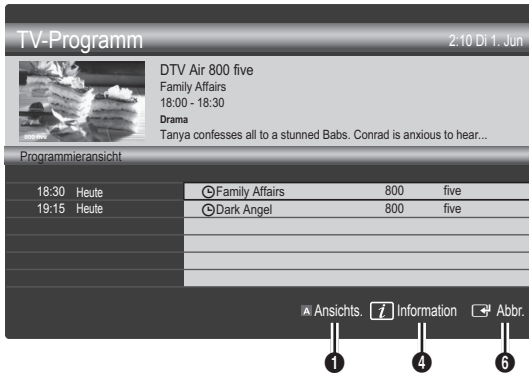 TV-Programm 2:10 Di 1. Jun
DTV Air 800 five
Family Affairs
18:00 - 18:30
Drama
Tanya confesses all to a stunned Babs. Conrad is anxious to hear...
800 five
Programmieransicht
18:30 Heute Family Affairs 800 five
19:15 Heute Dark Angel 800 five
A Ansichts. i Information Abbr.
1 4 6